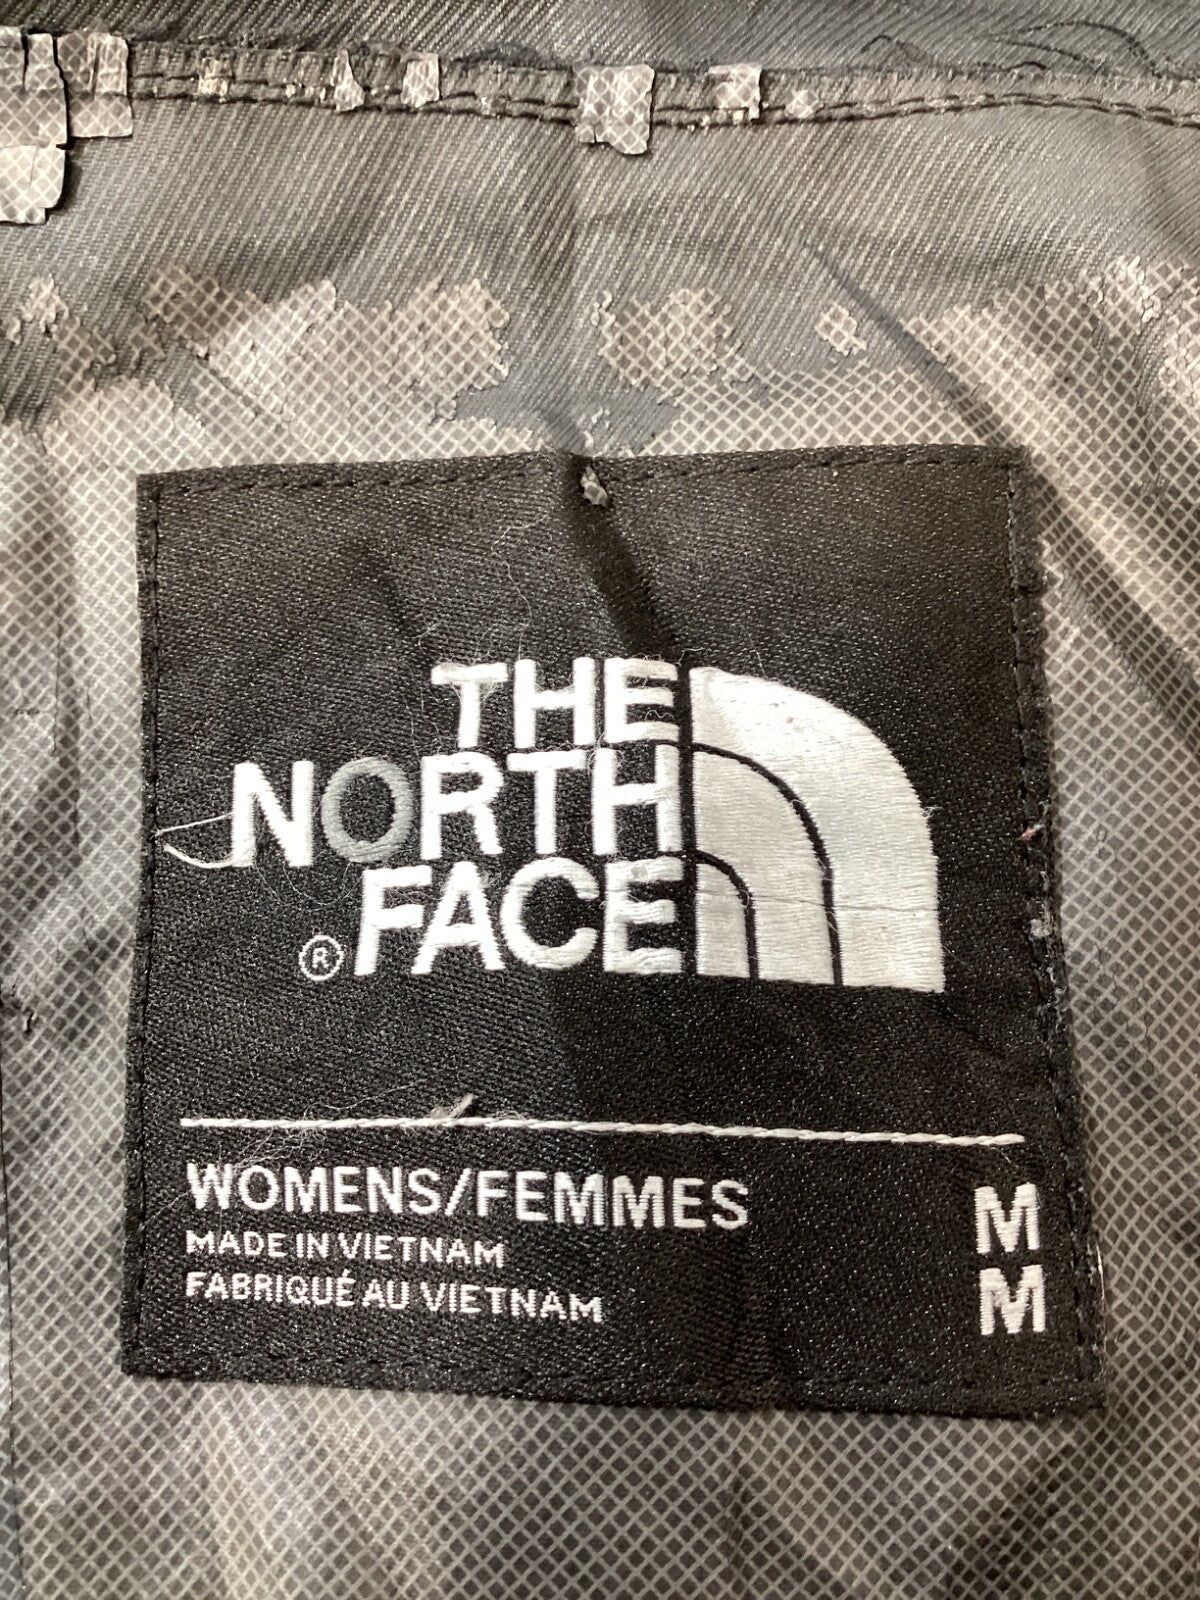 THE
NORTH
® FACE
WOMENS/FEMMES M
MADE IN VIETNAM
FABRIQUÉ AU VIETNAM M